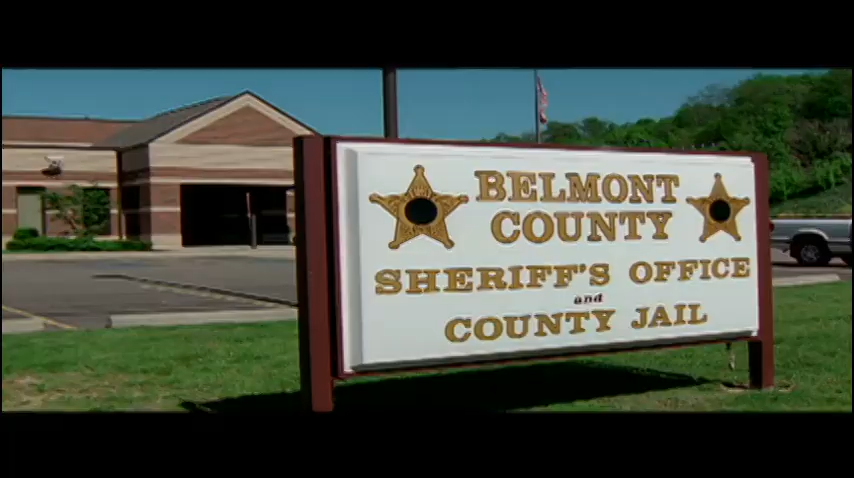 BELMONT
COUNTY
SHERIFF'S OFFICE
and
COUNTY JAIL